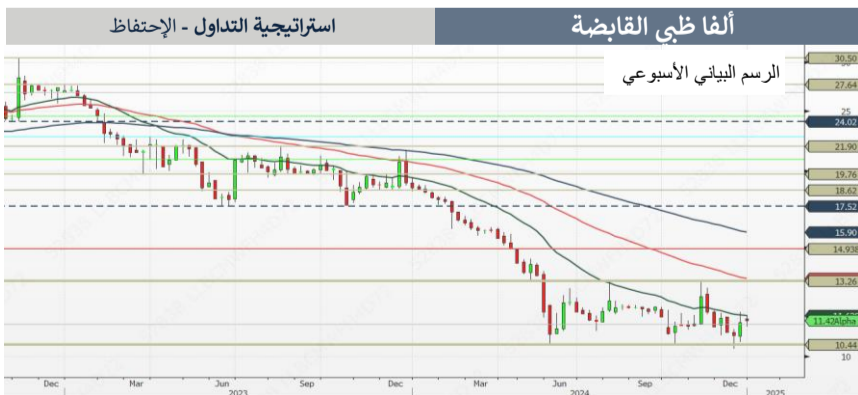 ألفا ظبي القابضة
استراتيجية التداول - الإحتفاظ
الرسم البياني الأسبوعي
30.50
27.64
25
24.02
21.90
19.76
18.62
17.52
15.90
14.938
13.26
11.42Alpha
10.44
10
Dec Mar Jun Sep Dec Mar Jun Sep Dec
2023 2024 2025